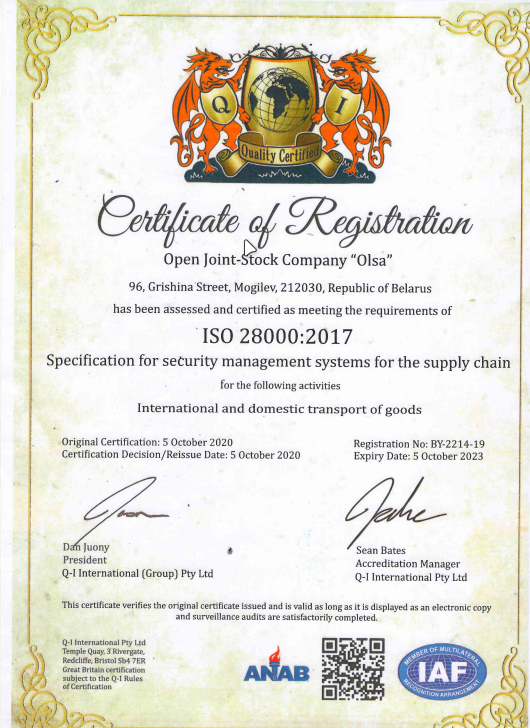 Q
I
Quality Certified
Certificate of Registration
Open Joint-Stock Company "Olsa"
96, Grishina Street, Mogilev, 212030, Republic of Belarus
has been assessed and certified as meeting the requirements of
ISO 28000:2017
Specification for security management systems for the supply chain
for the following activities
International and domestic transport of goods
Original Certification: 5 October 2020
Certification Decision/Reissue Date: 5 October 2020
Registration No: BY-2214-19
Expiry Date: 5 October 2023
Dan Juony
President
Q-I International (Group) Pty Ltd
Sean Bates
Accreditation Manager
Q-I International Pty Ltd
This certificate verifies the original certificate issued and is valid as long as it is displayed as an electronic copy
and surveillance audits are satisfactorily completed.
Q-I International Pty Ltd
Temple Quay, 3 Rivergate,
Redcliffe, Bristol Sb4 7ER
Great Britain certification
subject to the Q-I Rules
of Certification
ANAB
MEMBER OF MULTILATERAL
IAF
RECOGNITION ARRANGEMENT